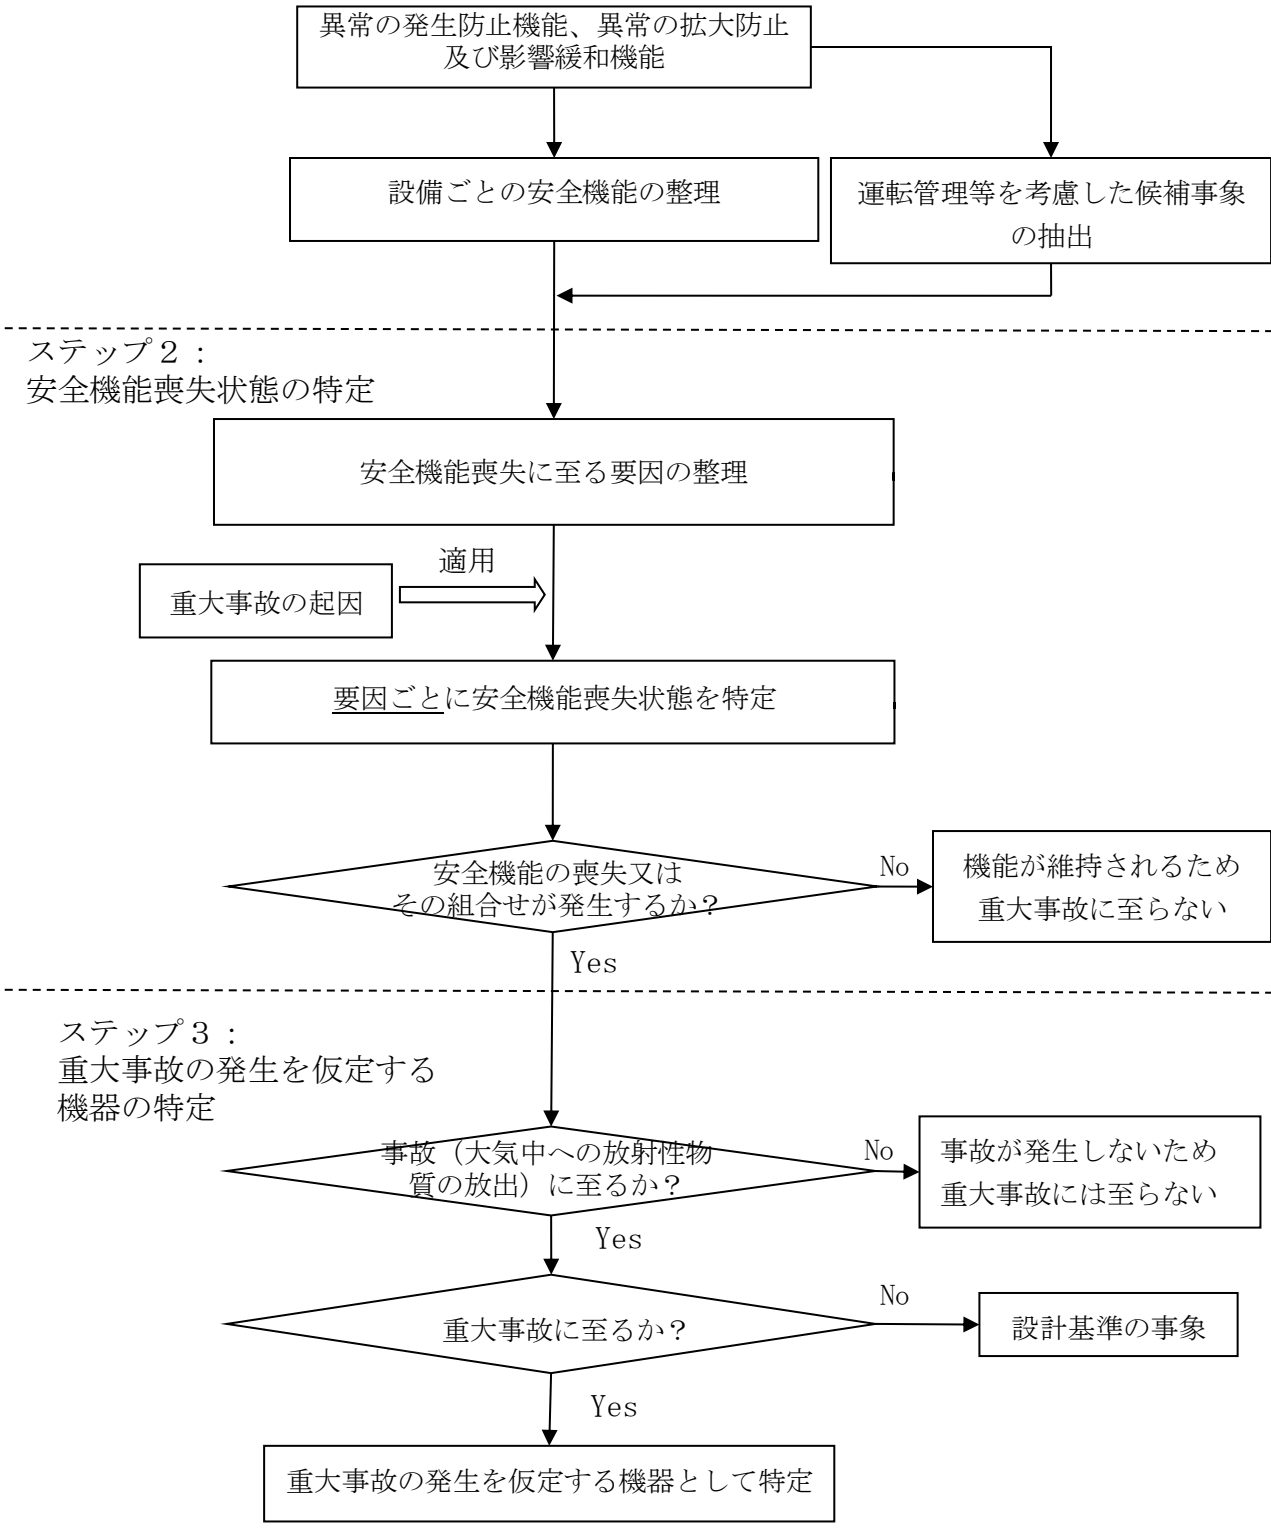 異常の発生防止機能、異常の拡大防止
及び影響緩和機能
設備ごとの安全機能の整理
運転管理等を考慮した候補事象
の抽出
ステップ２：
安全機能喪失状態の特定
安全機能喪失に至る要因の整理
適用
重大事故の起因
要因ごとに安全機能喪失状態を特定
安全機能の喪失又は
その組合せが発生するか？
No
機能が維持されるため
重大事故に至らない
Yes
ステップ３：
重大事故の発生を仮定する
機器の特定
事故（大気中への放射性物
質の放出）に至るか？
No
事故が発生しないため
重大事故には至らない
Yes
重大事故に至るか？
No
設計基準の事象
Yes
重大事故の発生を仮定する機器として特定